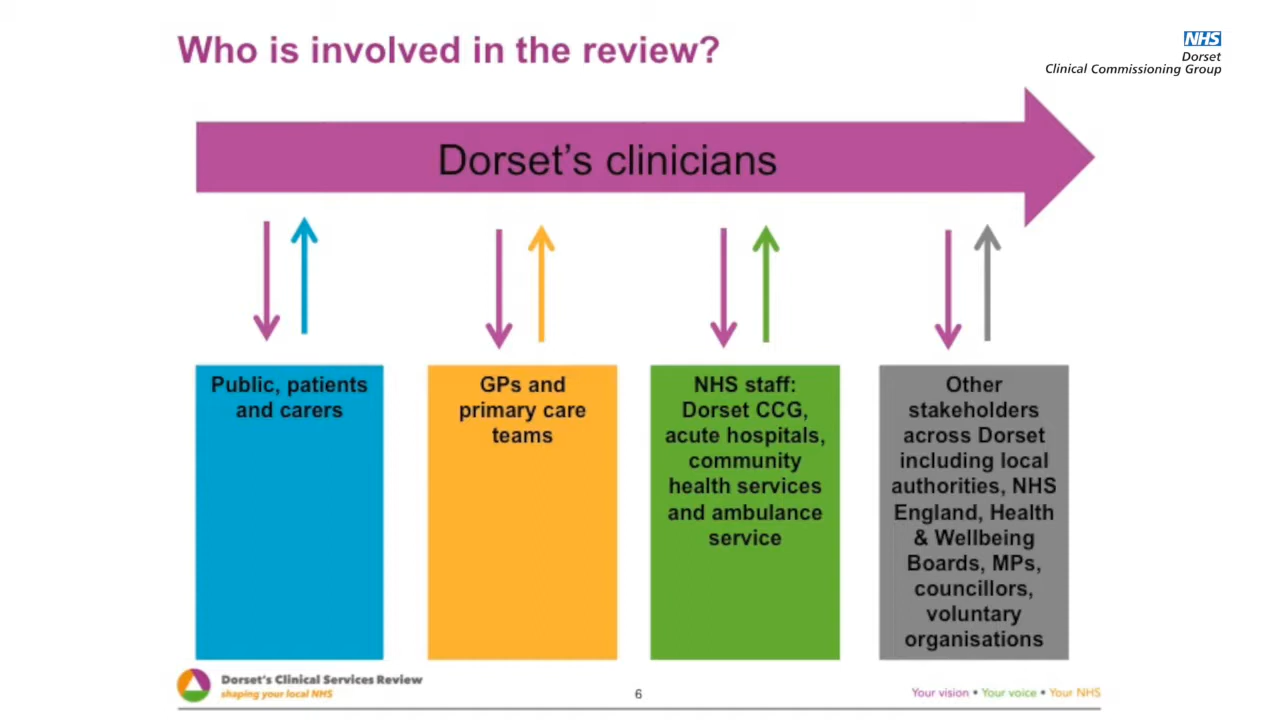 Who is involved in the review?
NHS
Dorset
Clinical Commissioning Group
Dorset's clinicians
Public, patients
and carers
GPs and
primary care
teams
NHS staff:
Dorset CCG,
acute hospitals,
community
health services
and ambulance
service
Other
stakeholders
across Dorset
including local
authorities, NHS
England, Health
& Wellbeing
Boards, MPs,
councillors,
voluntary
organisations
Dorset's Clinical Services Review
shaping your local NHS
6
Your vision • Your voice • Your NHS